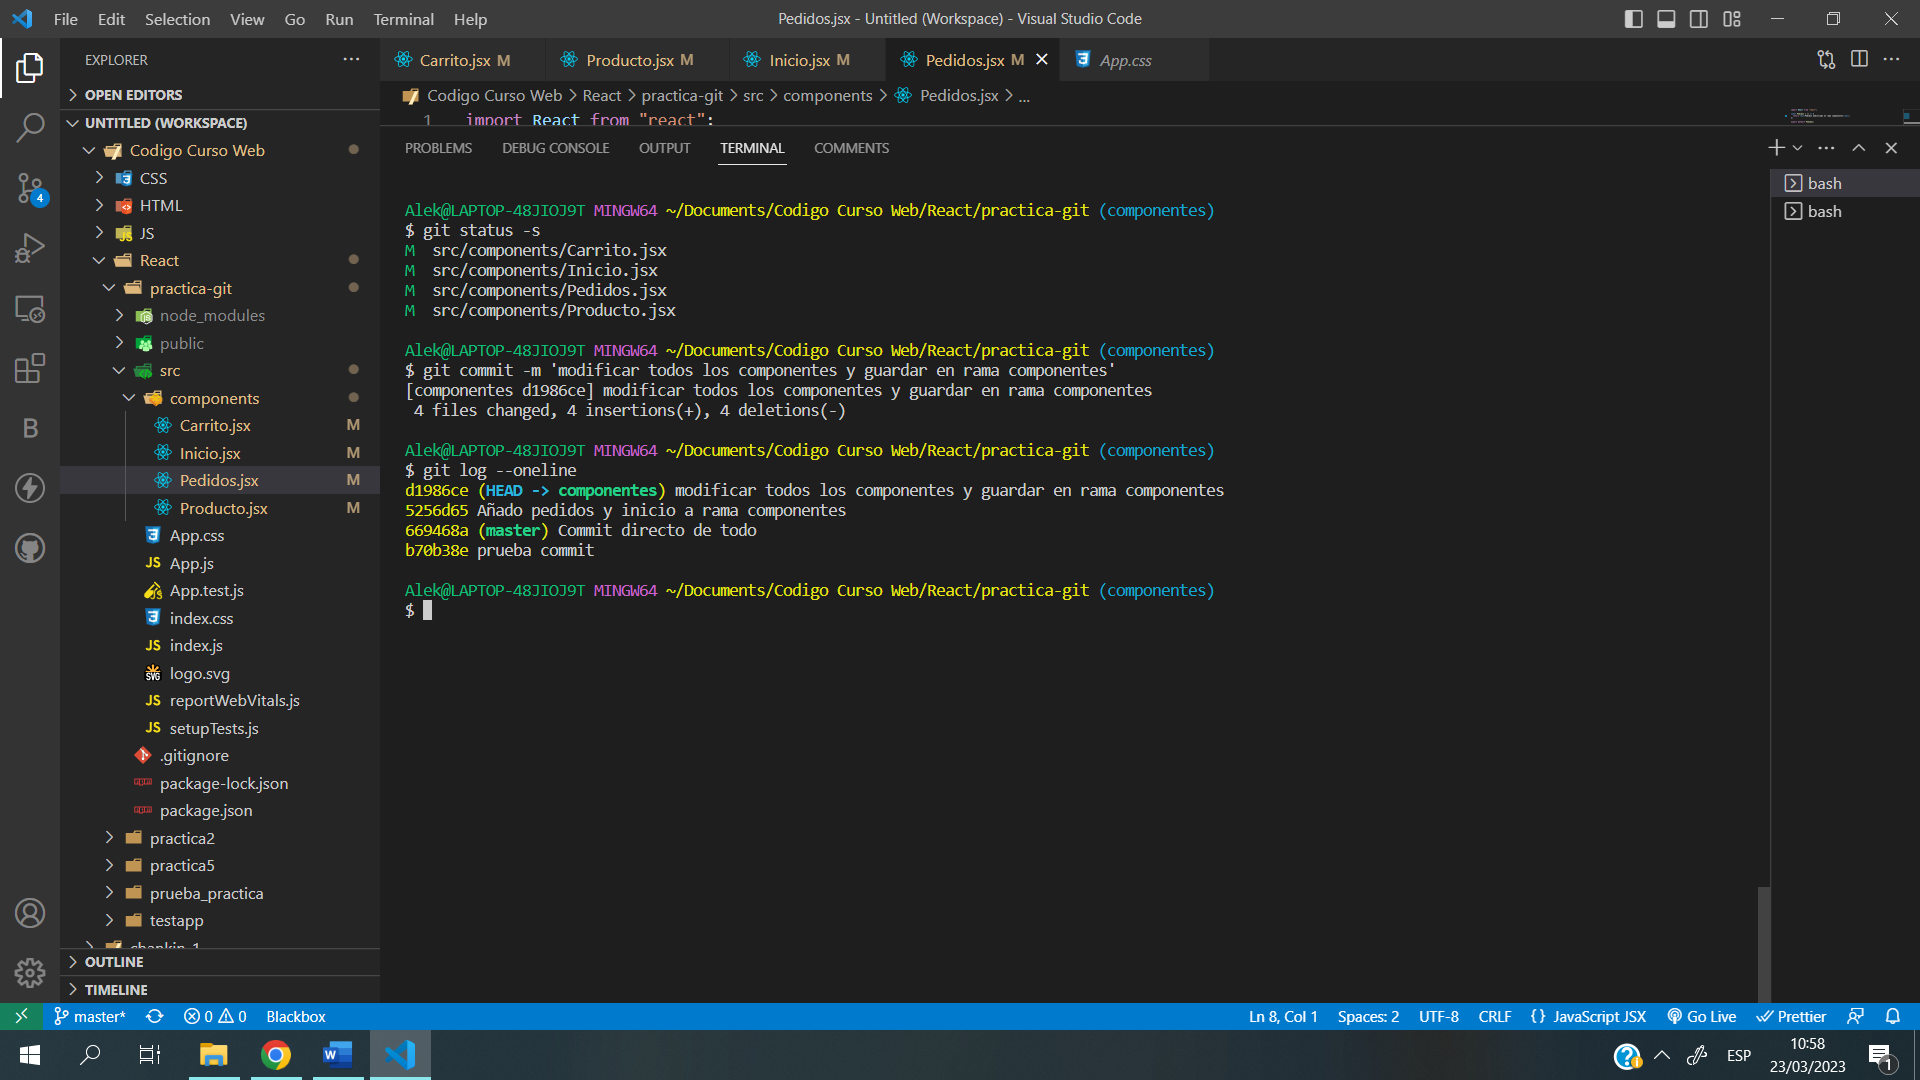 File Edit Selection View Go Run Terminal Help
Pedidos.jsx - Untitled (Workspace) - Visual Studio Code
EXPLORER
Carrito.jsx M
Producto.jsx M
Inicio.jsx M
Pedidos.jsx M
App.css
OPEN EDITORS
Codigo Curso Web > React > practica-git > src > components > Pedidos.jsx > ...
1 import React from "react";
UNTITLED (WORKSPACE)
Codigo Curso Web
CSS
HTML
JS
React
practica-git
node_modules
public
src
components
Carrito.jsx M
Inicio.jsx M
Pedidos.jsx M
Producto.jsx M
App.css
App.js
App.test.js
index.css
index.js
logo.svg
reportWebVitals.js
setupTests.js
.gitignore
package-lock.json
package.json
practica2
practica5
prueba_practica
testapp
chankin_1
OUTLINE
TIMELINE
4
B
PROBLEMS DEBUG CONSOLE OUTPUT TERMINAL COMMENTS
bash
bash
Alek@LAPTOP-48JIOJ9T MINGW64 ~/Documents/Codigo Curso Web/React/practica-git (componentes)
$ git status -s
M  src/components/Carrito.jsx
M  src/components/Inicio.jsx
M  src/components/Pedidos.jsx
M  src/components/Producto.jsx
Alek@LAPTOP-48JIOJ9T MINGW64 ~/Documents/Codigo Curso Web/React/practica-git (componentes)
$ git commit -m 'modificar todos los componentes y guardar en rama componentes'
[componentes d1986ce] modificar todos los componentes y guardar en rama componentes
4 files changed, 4 insertions(+), 4 deletions(-)
Alek@LAPTOP-48JIOJ9T MINGW64 ~/Documents/Codigo Curso Web/React/practica-git (componentes)
$ git log --oneline
d1986ce (HEAD -> componentes) modificar todos los componentes y guardar en rama componentes
5256d65 Añado pedidos y inicio a rama componentes
669468a (master) Commit directo de todo
b70b38e prueba commit
Alek@LAPTOP-48JIOJ9T MINGW64 ~/Documents/Codigo Curso Web/React/practica-git (componentes)
$
master* 0 0 Blackbox
Ln 8, Col 1 Spaces: 2 UTF-8 CRLF {} JavaScript JSX Go Live Prettier
ESP
10:58
23/03/2023
1